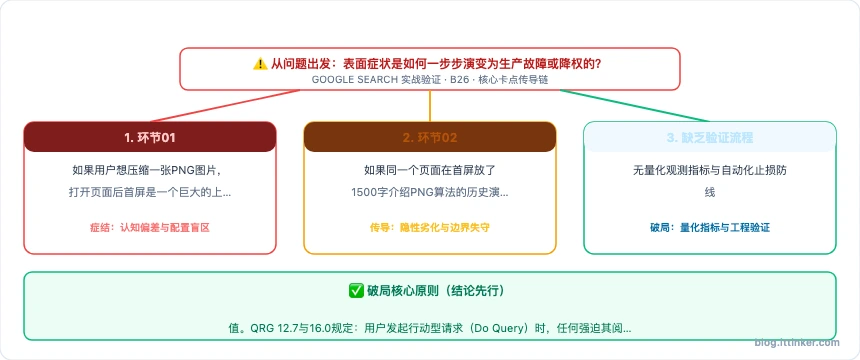 ⚠️ 从问题出发：表面症状是如何一步步演变为生产故障或降权的？
GOOGLE SEARCH 实战验证 · B26 · 核心卡点传导链
1. 环节01
如果用户想压缩一张PNG图片，
打开页面后首屏是一个巨大的上...
症结：认知偏差与配置盲区
2. 环节02
如果同一个页面在首屏放了
1500字介绍PNG算法的历史演...
传导：隐性劣化与边界失守
3. 缺乏验证流程
无量化观测指标与自动化止损防
线
破局：量化指标与工程验证
✅ 破局核心原则（结论先行）
值。QRG 12.7与16.0规定：用户发起行动型请求（Do Query）时，任何强迫其阅...
blog.ittinker.com